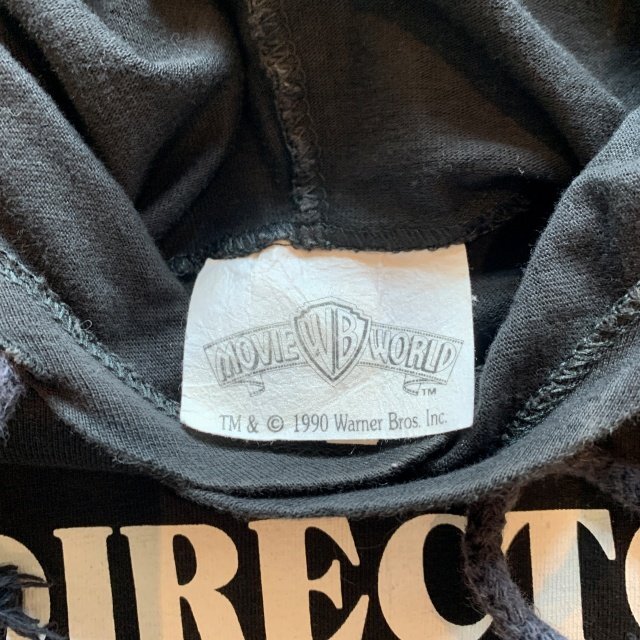 MOVIE WB WORLD
TM
TM & © 1990 Warner Bros. Inc.
DIRECTO